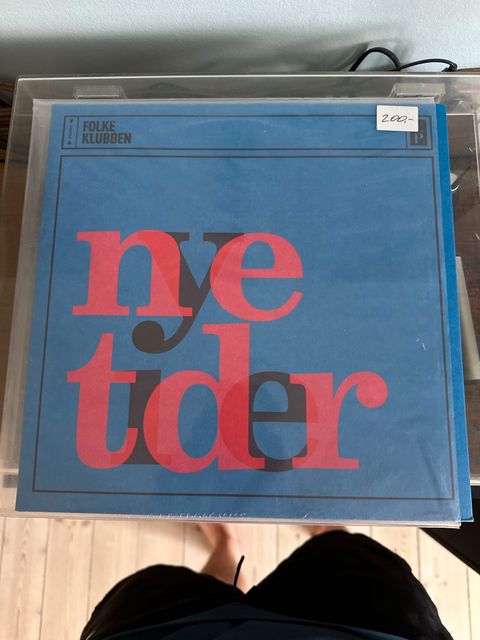 FOLKE
KLUBBEN
200,-
P
nye
tider